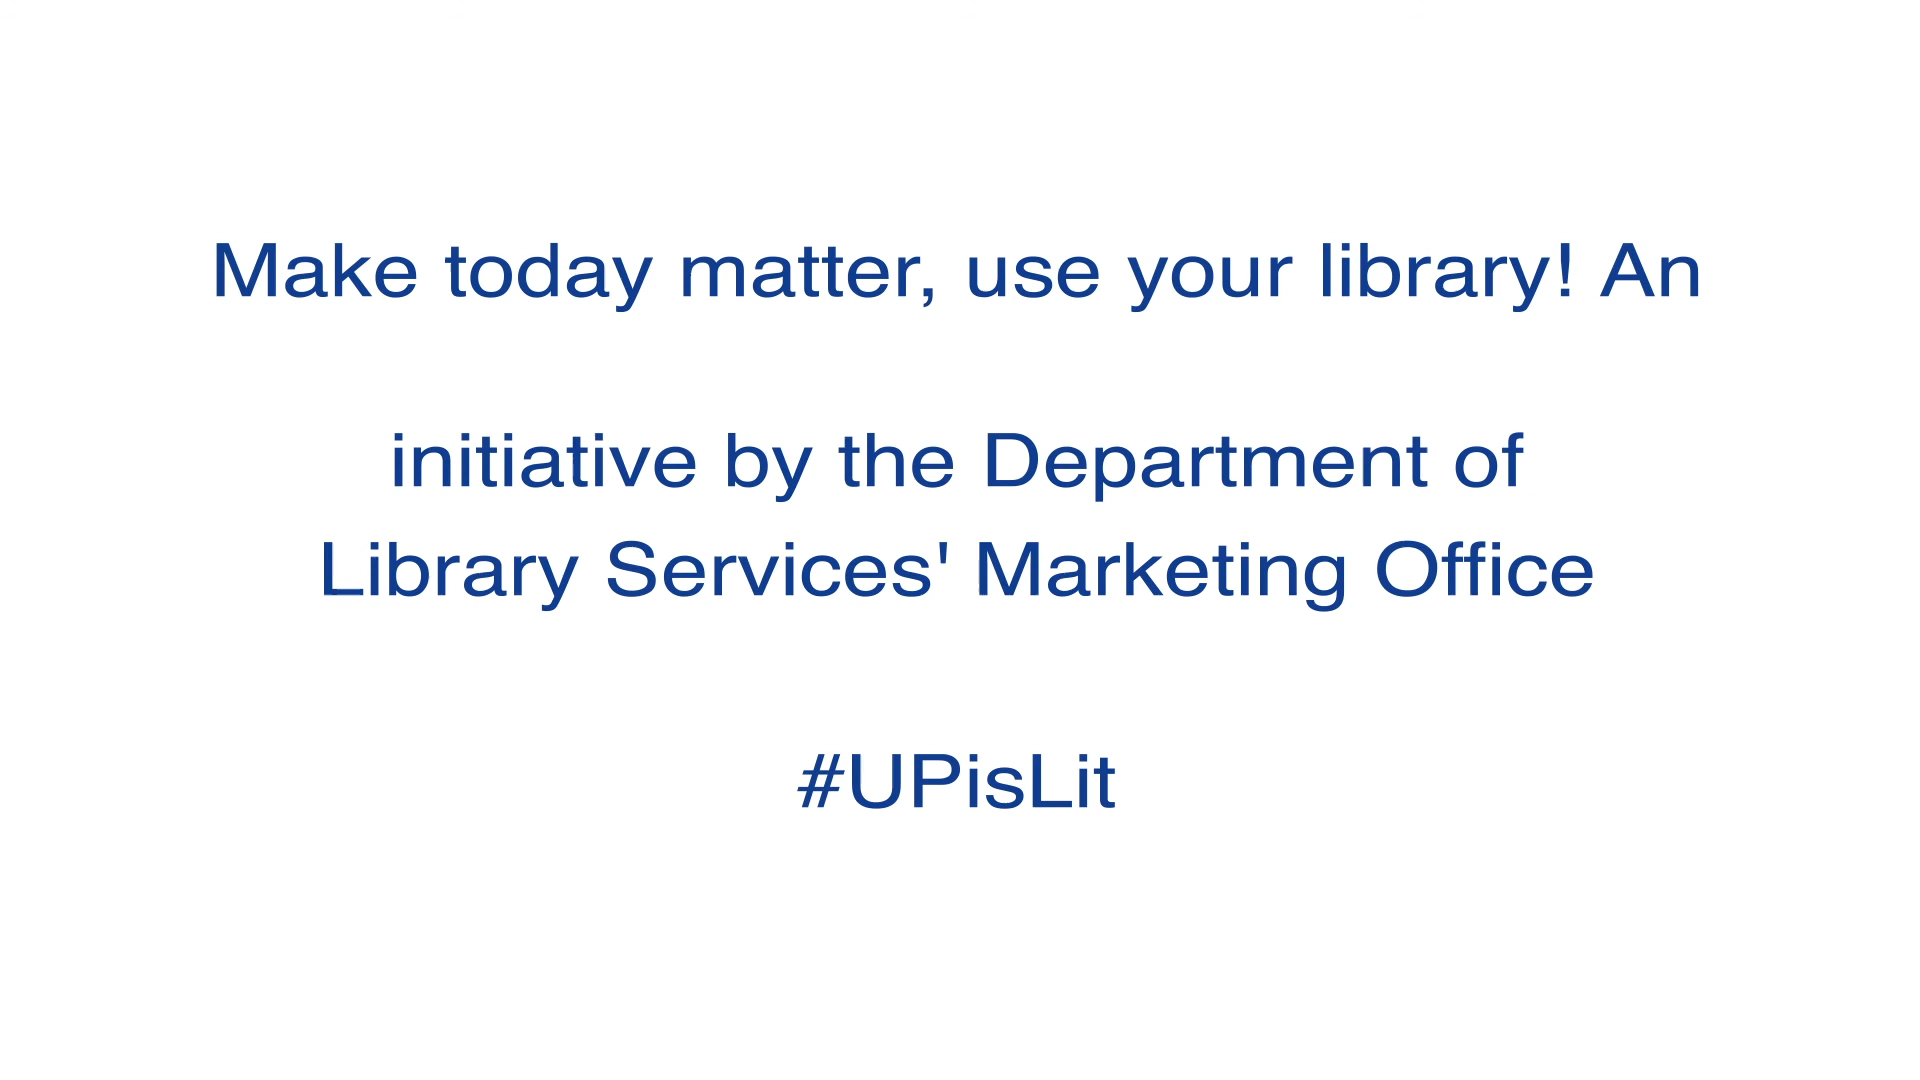 Make today matter, use your library! An
initiative by the Department of
Library Services' Marketing Office
#UPisLit